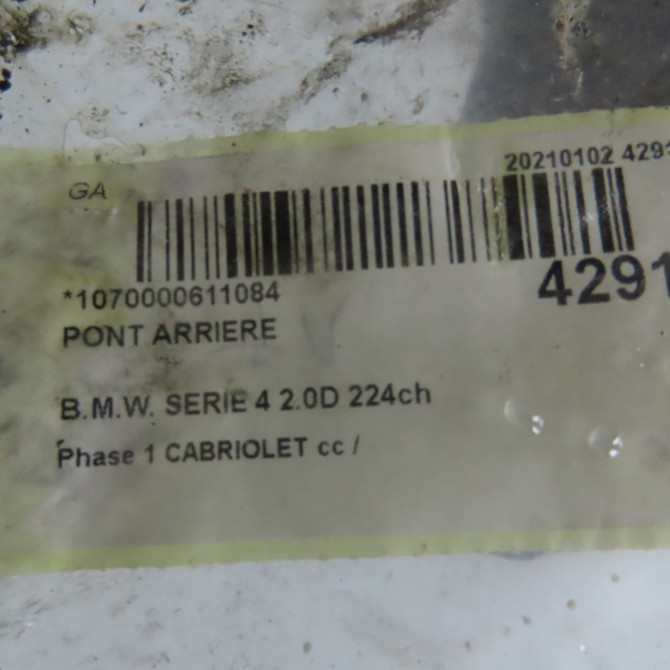 20210102 4291
GA
*1070000611084
4291
PONT ARRIERE
B.M.W. SERIE 4 2.0D 224ch
Phase 1 CABRIOLET cc /